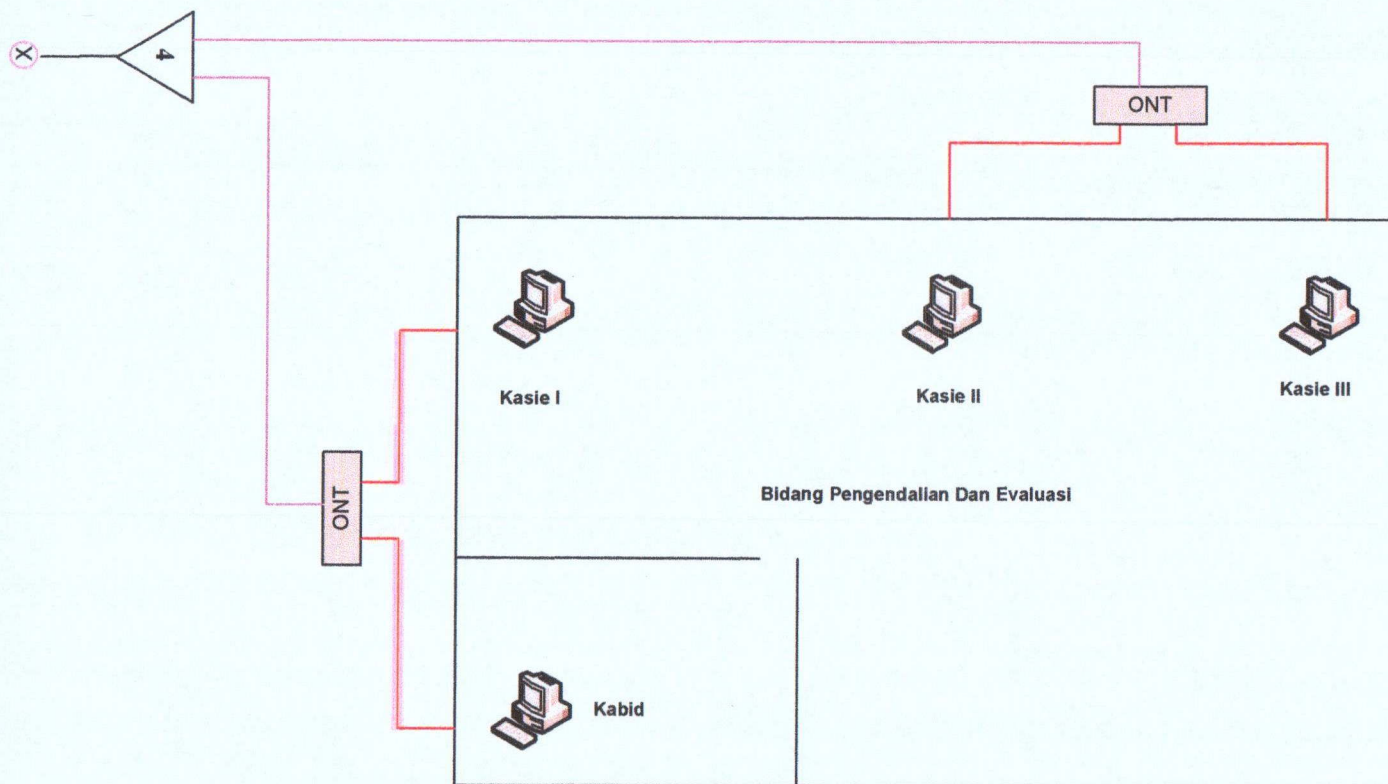 X
4
ONT
Kasie I
Kasie II
Kasie III
ONT
Bidang Pengendalian Dan Evaluasi
Kabid